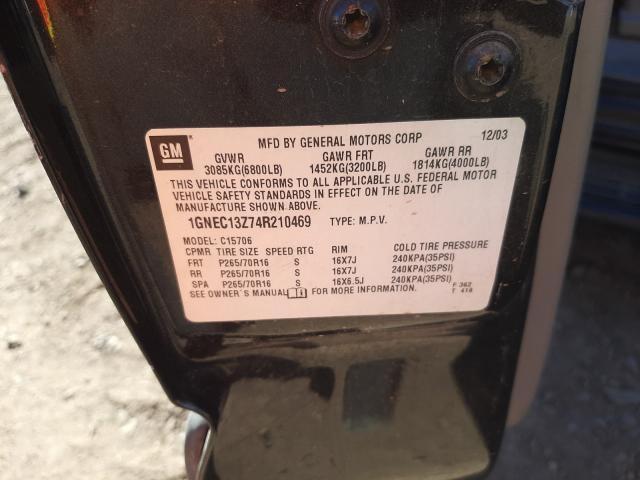 GM
MFD BY GENERAL MOTORS CORP 12/03
GVWR GAWR FRT GAWR RR
3085KG(6800LB) 1452KG(3200LB) 1814KG(4000LB)
THIS VEHICLE CONFORMS TO ALL APPLICABLE U.S. FEDERAL MOTOR
VEHICLE SAFETY STANDARDS IN EFFECT ON THE DATE OF
MANUFACTURE SHOWN ABOVE.
1GNEC13Z74R210469 TYPE: M.P.V.
MODEL: C15706
CPMR TIRE SIZE SPEED RTG RIM COLD TIRE PRESSURE
FRT P265/70R16 S 16X7J 240KPA(35PSI)
RR P265/70R16 S 16X7J 240KPA(35PSI)
SPA P265/70R16 S 16X6.5J 240KPA(35PSI)
SEE OWNER'S MANUAL FOR MORE INFORMATION. F 362
T 418